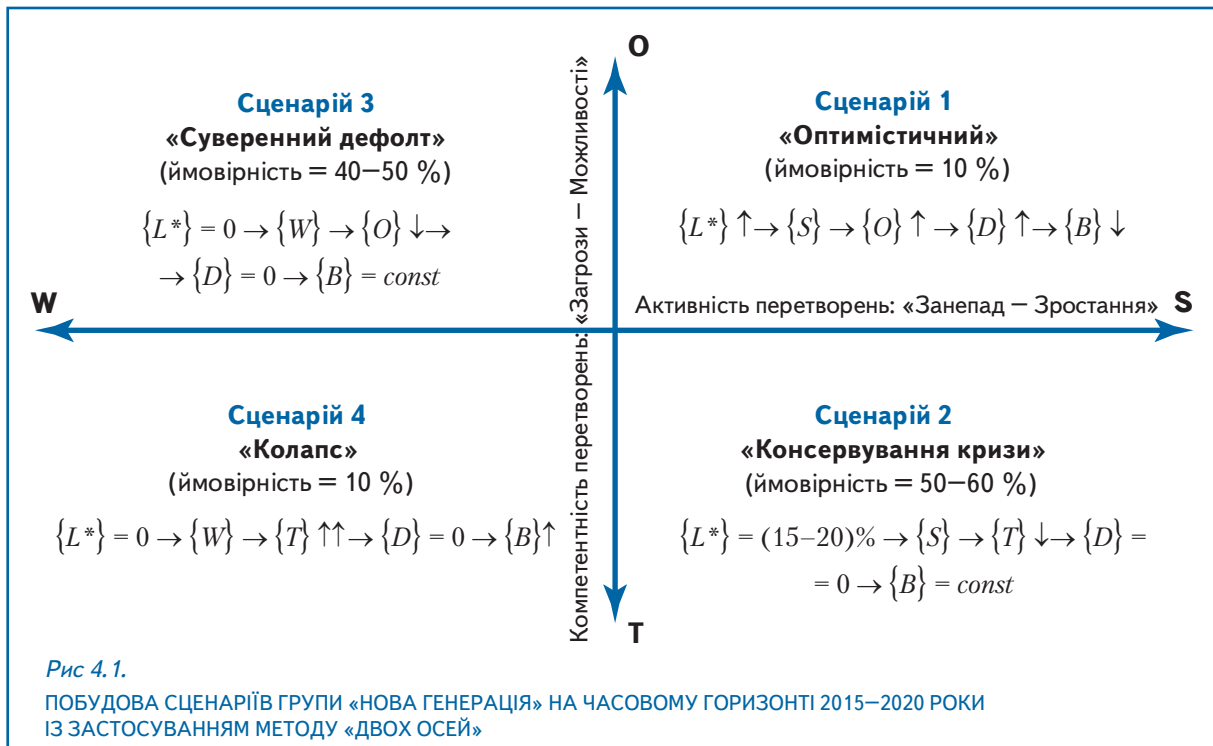 O
Сценарій 3
«Суверенний дефолт»
(ймовірність = 40–50 %)
{L*} = 0 → {W} → {O} ↓→
→ {D} = 0 → {B} = const
Сценарій 1
«Оптимістичний»
(ймовірність = 10 %)
{L*} ↑→ {S} → {O} ↑ → {D} ↑→ {B} ↓
Компетентність перетворень: «Загрози – Можливості»
W
Активність перетворень: «Занепад – Зростання»
S
Сценарій 4
«Колапс»
(ймовірність = 10 %)
{L*} = 0 → {W} → {T} ↑↑→ {D} = 0 → {B}↑
Сценарій 2
«Консервування кризи»
(ймовірність = 50–60 %)
{L*} = (15–20)% → {S} → {T} ↓→ {D} =
= 0 → {B} = const
T
Рис 4.1.
ПОБУДОВА СЦЕНАРІЇВ ГРУПИ «НОВА ГЕНЕРАЦІЯ» НА ЧАСОВОМУ ГОРИЗОНТІ 2015–2020 РОКИ
ІЗ ЗАСТОСУВАННЯМ МЕТОДУ «ДВОХ ОСЕЙ»